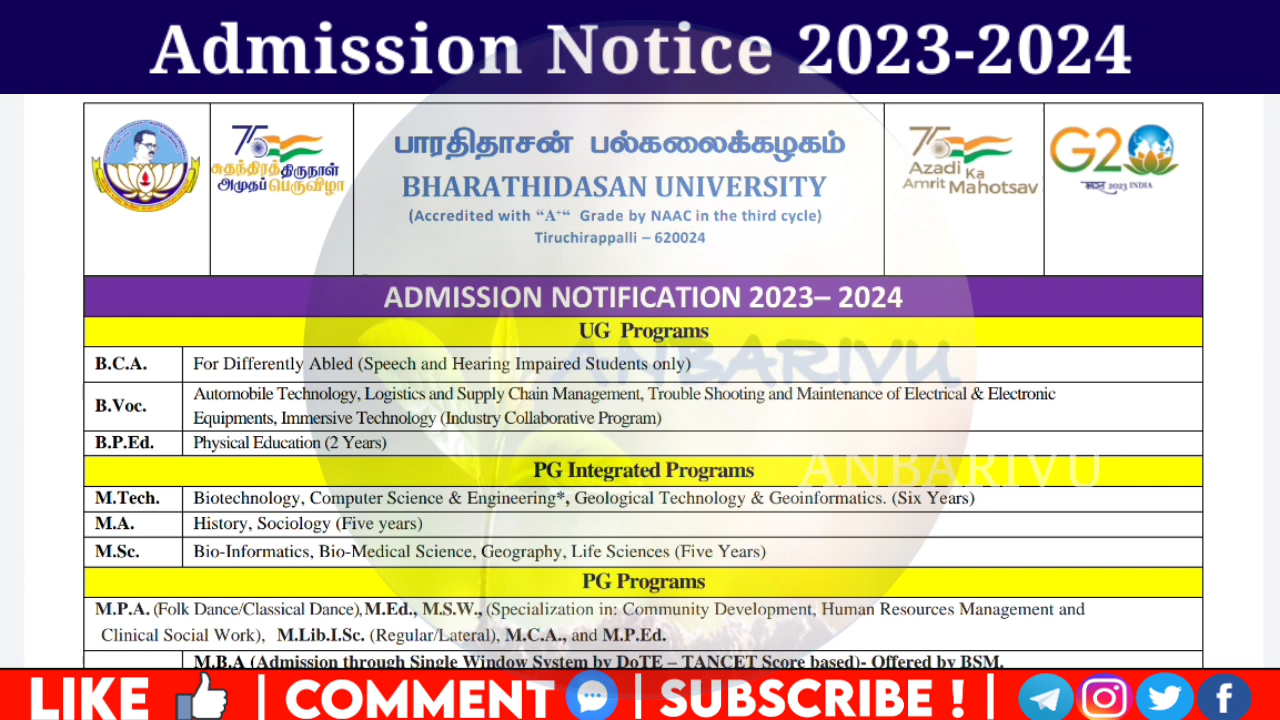 Admission Notice 2023-2024
75
சுதந்திரத்திருநாள்
அமுதப் பெருவிழா
பாரதிதாசன் பல்கலைக்கழகம்
BHARATHIDASAN UNIVERSITY
(Accredited with “A⁺“ Grade by NAAC in the third cycle)
Tiruchirappalli – 620024
75
Azadi Ka
Amrit Mahotsav
G20
भारत 2023 INDIA
ADMISSION NOTIFICATION 2023– 2024
UG Programs
B.C.A. For Differently Abled (Speech and Hearing Impaired Students only)
ANBARIVU
B.Voc. Automobile Technology, Logistics and Supply Chain Management, Trouble Shooting and Maintenance of Electrical & Electronic
Equipments, Immersive Technology (Industry Collaborative Program)
B.P.Ed. Physical Education (2 Years)
PG Integrated Programs
ANBARIVU
M.Tech. Biotechnology, Computer Science & Engineering*, Geological Technology & Geoinformatics. (Six Years)
M.A. History, Sociology (Five years)
M.Sc. Bio-Informatics, Bio-Medical Science, Geography, Life Sciences (Five Years)
PG Programs
M.P.A. (Folk Dance/Classical Dance), M.Ed., M.S.W., (Specialization in: Community Development, Human Resources Management and
Clinical Social Work), M.Lib.I.Sc. (Regular/Lateral), M.C.A., and M.P.Ed.
M.B.A (Admission through Single Window System by DoTE – TANCET Score based)- Offered by BSM.
LIKE | COMMENT | SUBSCRIBE ! |